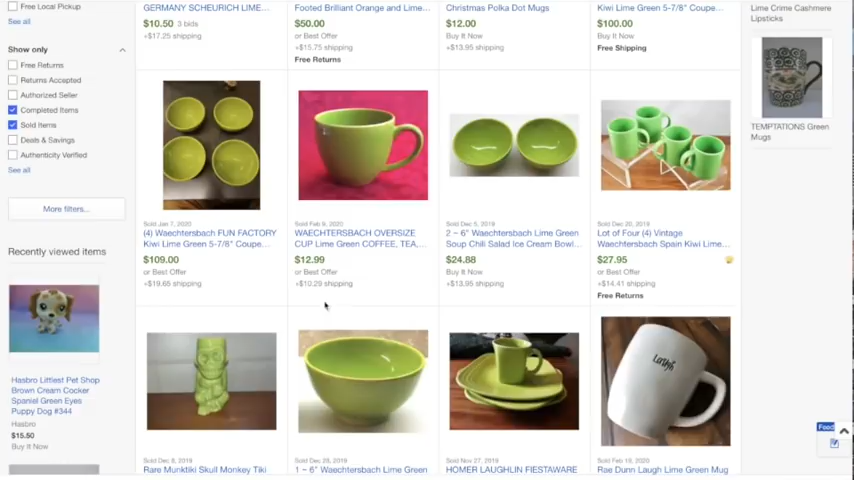 Free Local Pickup
See all
Show only
Free Returns
Returns Accepted
Authorized Seller
Completed Items
Sold Items
Deals & Savings
Authenticity Verified
See all
More filters...
Recently viewed items
Hasbro Littlest Pet Shop
Brown Cream Cocker
Spaniel Green Eyes
Puppy Dog #344
Hasbro
$15.50
Buy It Now
GERMANY SCHEURICH LIME...
$10.50 3 bids
+$17.25 shipping
Footed Brilliant Orange and Lime...
$50.00
or Best Offer
+$15.75 shipping
Free Returns
Christmas Polka Dot Mugs
$12.00
Buy It Now
+$13.95 shipping
Kiwi Lime Green 5-7/8" Coupe...
$100.00
Buy It Now
Free Shipping
Sold Jan 7, 2020
(4) Waechtersbach FUN FACTORY
Kiwi Lime Green 5-7/8" Coupe...
$109.00
or Best Offer
+$19.65 shipping
Sold Feb 9, 2020
WAECHTERSBACH OVERSIZE
CUP Lime Green COFFEE, TEA,...
$12.99
or Best Offer
+$10.29 shipping
Sold Dec 5, 2019
2 ~ 6" Waechtersbach Lime Green
Soup Chili Salad Ice Cream Bowl...
$24.88
Buy It Now
+$13.95 shipping
Sold Dec 20, 2019
Lot of Four (4) Vintage
Waechtersbach Spain Kiwi Lime...
$27.95
or Best Offer
+$14.41 shipping
Free Returns
Sold Dec 8, 2019
Rare Munktiki Skull Monkey Tiki
Sold Dec 28, 2019
1 ~ 6" Waechtersbach Lime Green
Sold Nov 27, 2019
HOMER LAUGHLIN FIESTAWARE
Laugh
Sold Feb 19, 2020
Rae Dunn Laugh Lime Green Mug
Lime Crime Cashmere
Lipsticks
TEMPTATIONS Green
Mugs